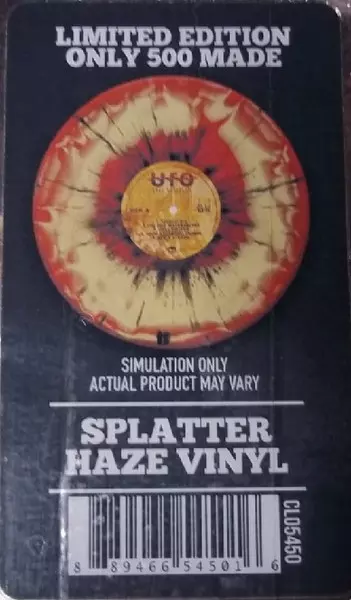 LIMITED EDITION
ONLY 500 MADE
UFO
SIMULATION ONLY
ACTUAL PRODUCT MAY VARY
SPLATTER
HAZE VINYL
CLO5450
8 89466 54501 6